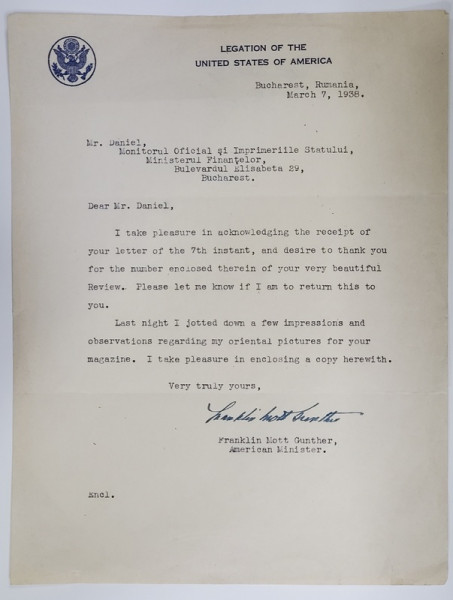 LEGATION OF THE
UNITED STATES OF AMERICA
Bucharest, Rumania,
March 7, 1938.
Mr. Daniel,
Monitorul Oficial şi Imprimeriile Statului,
Ministerul Finanţelor,
Bulevardul Elisabeta 29,
Bucharest.
Dear Mr. Daniel,
I take pleasure in acknowledging the receipt of
your letter of the 7th instant, and desire to thank you
for the number enclosed therein of your very beautiful
Review. Please let me know if I am to return this to
you.
Last night I jotted down a few impressions and
observations regarding my oriental pictures for your
magazine. I take pleasure in enclosing a copy herewith.
Very truly yours,
Franklin Mott Gunther
Franklin Mott Gunther,
American Minister.
Encl.